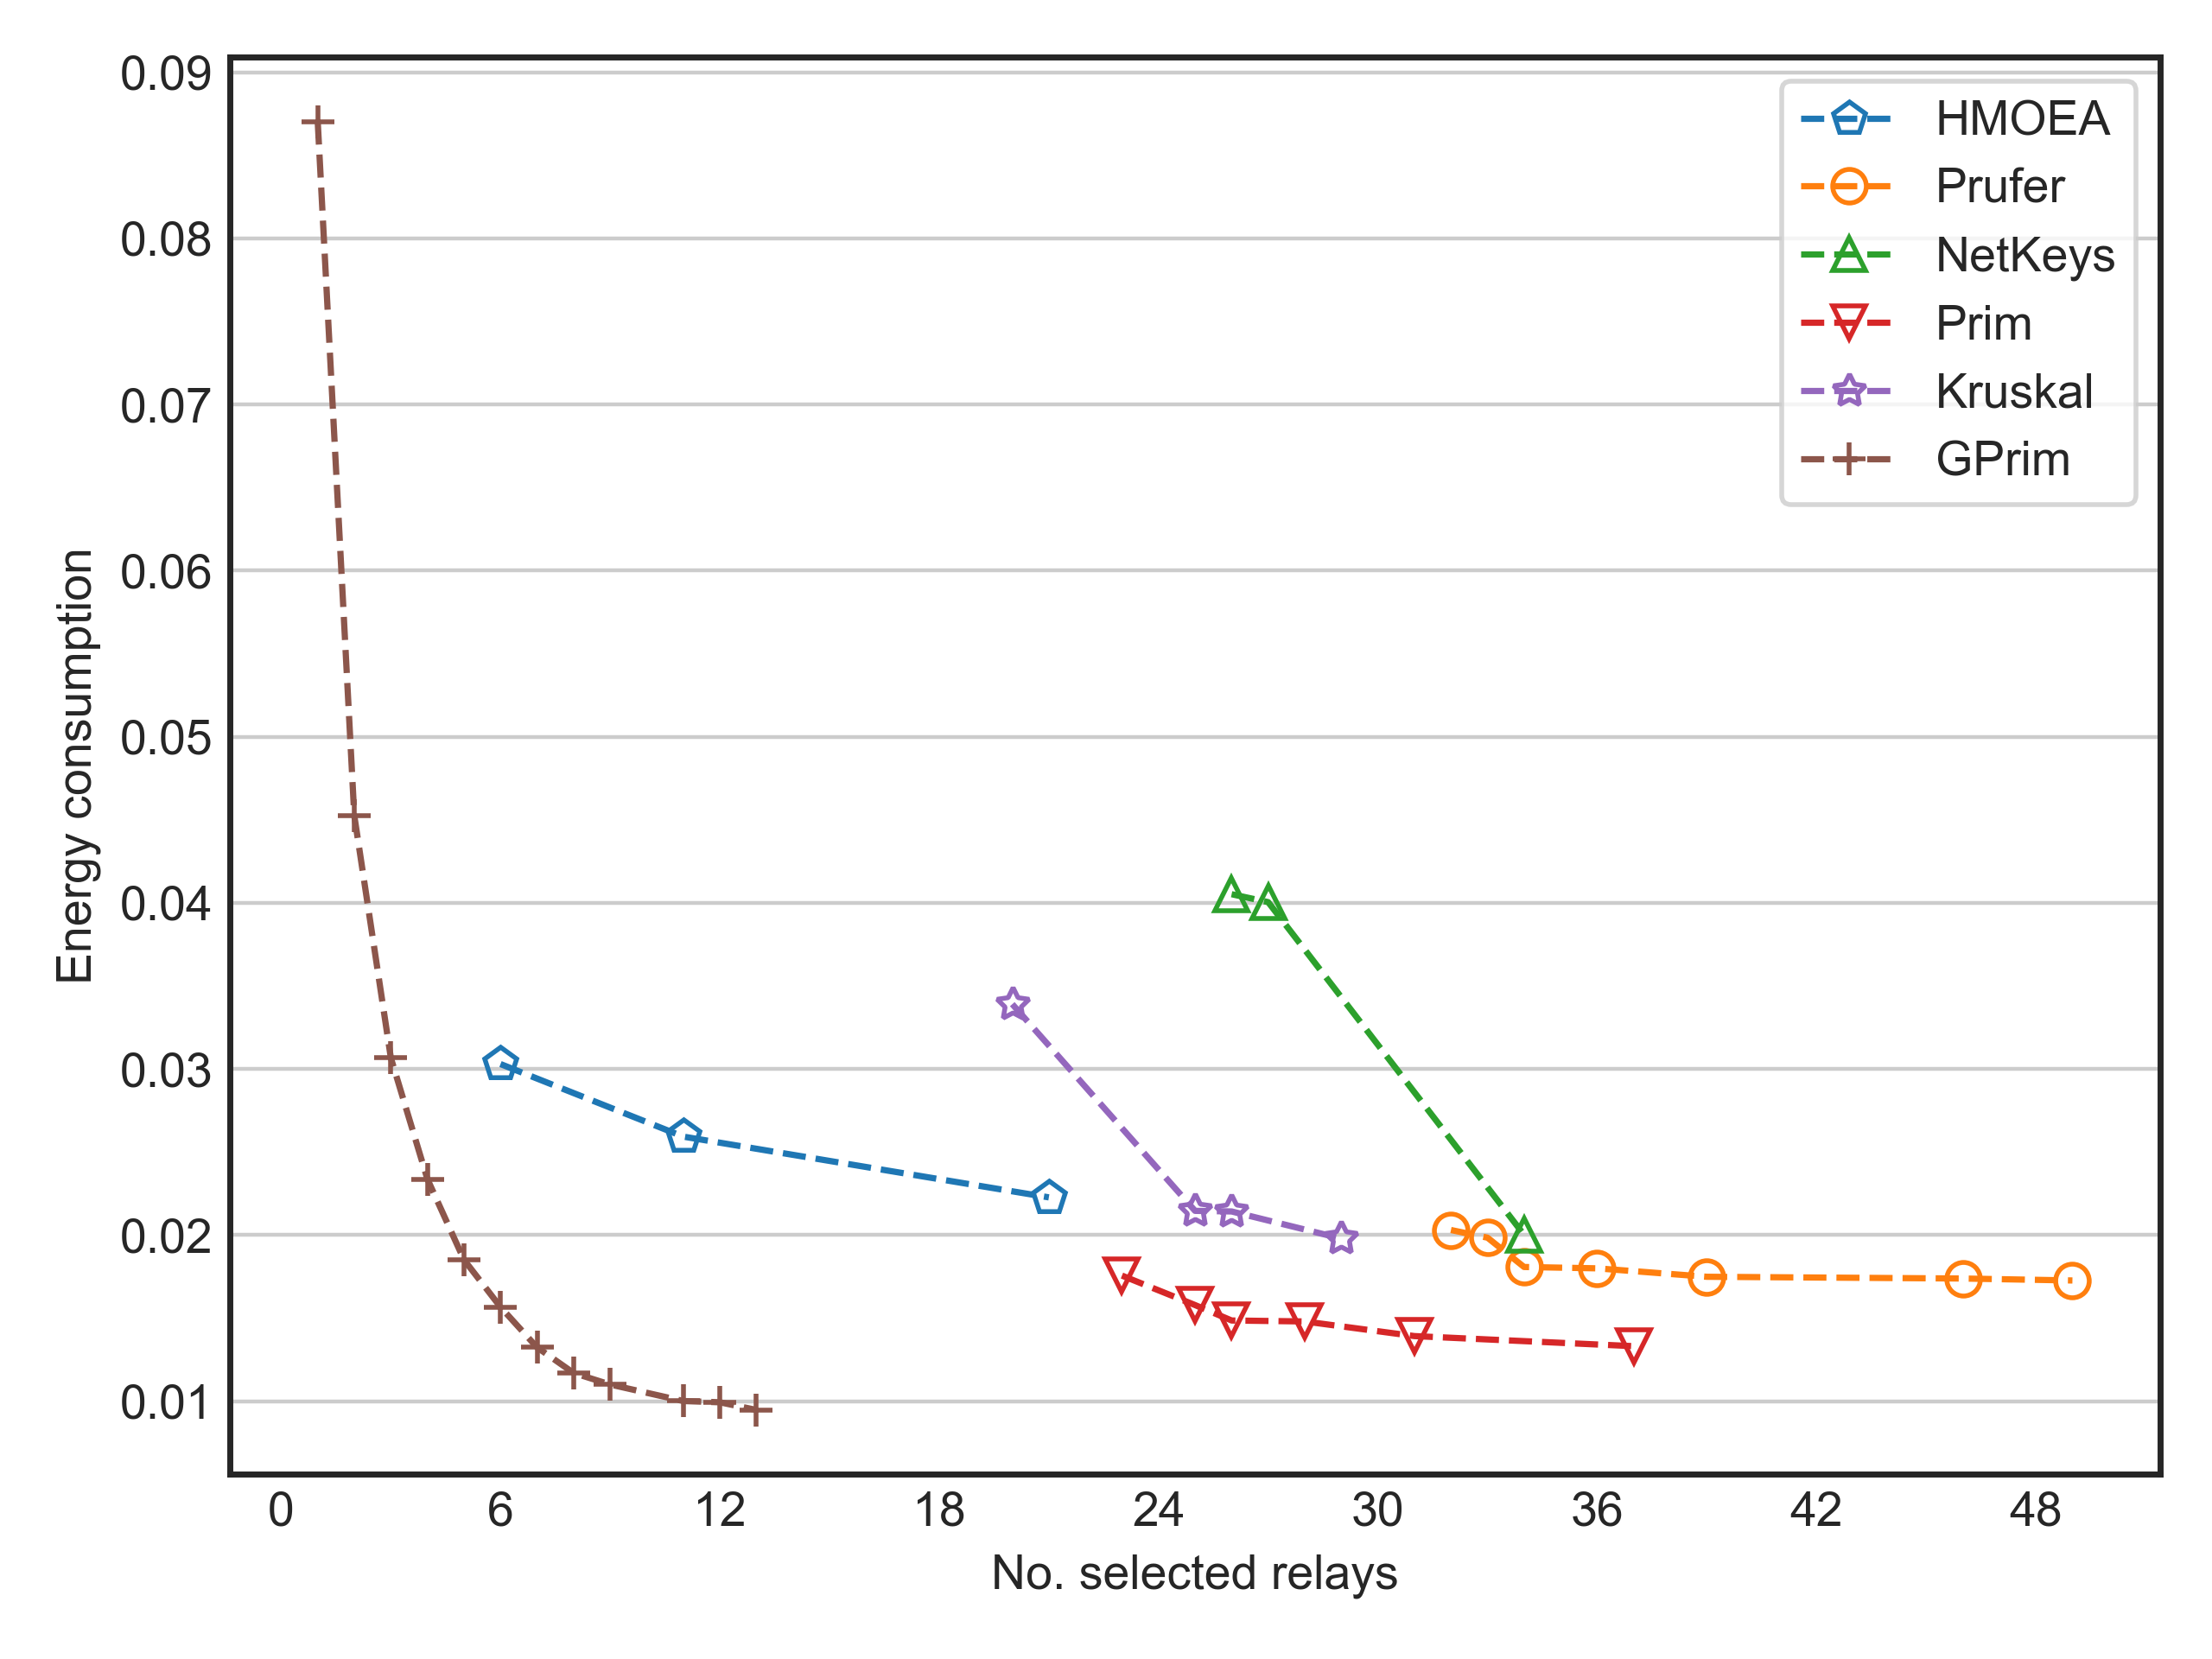 0.09
0.08
0.07
0.06
0.05
0.04
0.03
0.02
0.01
Energy consumption
HMOEA
Prufer
NetKeys
Prim
Kruskal
GPrim
0 6 12 18 24 30 36 42 48
No. selected relays